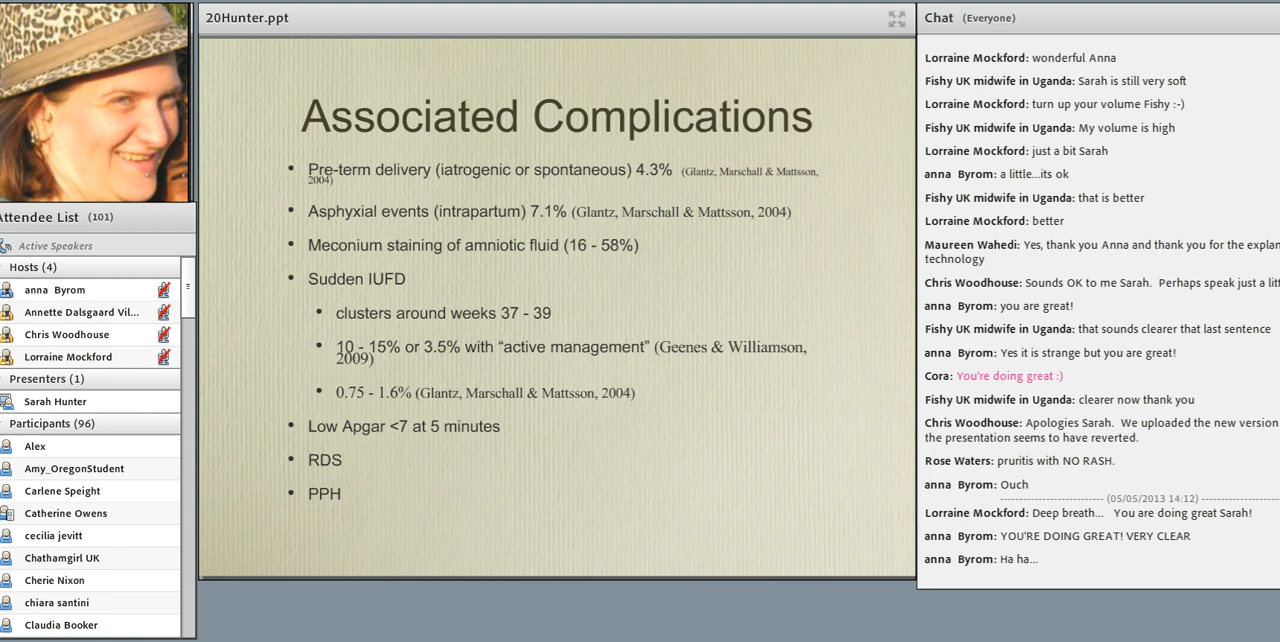 20Hunter.ppt
Associated Complications
• Pre-term delivery (iatrogenic or spontaneous) 4.3% (Glantz, Marschall & Mattsson,
2004)
• Asphyxial events (intrapartum) 7.1% (Glantz, Marschall & Mattsson, 2004)
• Meconium staining of amniotic fluid (16 - 58%)
• Sudden IUFD
• clusters around weeks 37 - 39
• 10 - 15% or 3.5% with “active management” (Geenes & Williamson,
2009)
• 0.75 - 1.6% (Glantz, Marschall & Mattsson, 2004)
• Low Apgar <7 at 5 minutes
• RDS
• PPH
Attendee List (101)
Active Speakers
Hosts (4)
anna Byrom
Annette Dalsgaard Vil...
Chris Woodhouse
Lorraine Mockford
Presenters (1)
Sarah Hunter
Participants (96)
Alex
Amy_OregonStudent
Carlene Speight
Catherine Owens
cecilia jevitt
Chathamgirl UK
Cherie Nixon
chiara santini
Claudia Booker
Chat (Everyone)
Lorraine Mockford: wonderful Anna
Fishy UK midwife in Uganda: Sarah is still very soft
Lorraine Mockford: turn up your volume Fishy :-)
Fishy UK midwife in Uganda: My volume is high
Lorraine Mockford: just a bit Sarah
anna Byrom: a little...its ok
Fishy UK midwife in Uganda: that is better
Lorraine Mockford: better
Maureen Wahedi: Yes, thank you Anna and thank you for the explan
technology
Chris Woodhouse: Sounds OK to me Sarah. Perhaps speak just a litt
anna Byrom: you are great!
Fishy UK midwife in Uganda: that sounds clearer that last sentence
anna Byrom: Yes it is strange but you are great!
Cora: You're doing great :)
Fishy UK midwife in Uganda: clearer now thank you
Chris Woodhouse: Apologies Sarah. We uploaded the new version
the presentation seems to have reverted.
Rose Waters: pruritis with NO RASH.
anna Byrom: Ouch
(05/05/2013 14:12)
Lorraine Mockford: Deep breath... You are doing great Sarah!
anna Byrom: YOU'RE DOING GREAT! VERY CLEAR
anna Byrom: Ha ha...